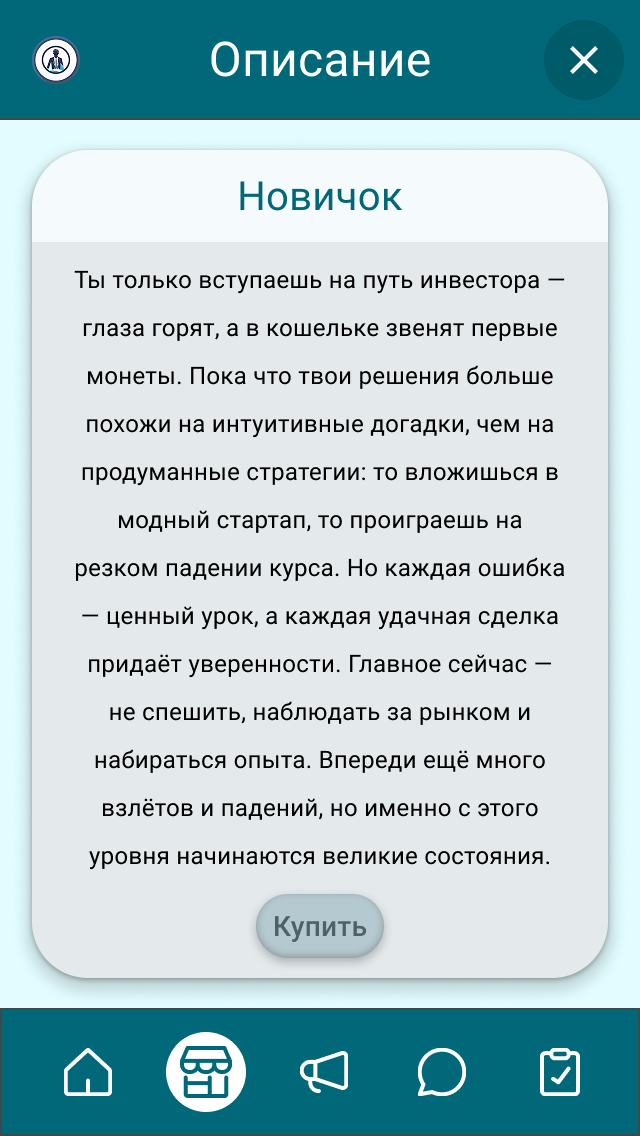 Описание
Новичок
Ты только вступаешь на путь инвестора —
глаза горят, а в кошельке звенят первые
монеты. Пока что твои решения больше
похожи на интуитивные догадки, чем на
продуманные стратегии: то вложишься в
модный стартап, то проиграешь на
резком падении курса. Но каждая ошибка
— ценный урок, а каждая удачная сделка
придаёт уверенности. Главное сейчас —
не спешить, наблюдать за рынком и
набираться опыта. Впереди ещё много
взлётов и падений, но именно с этого
уровня начинаются великие состояния.
Купить